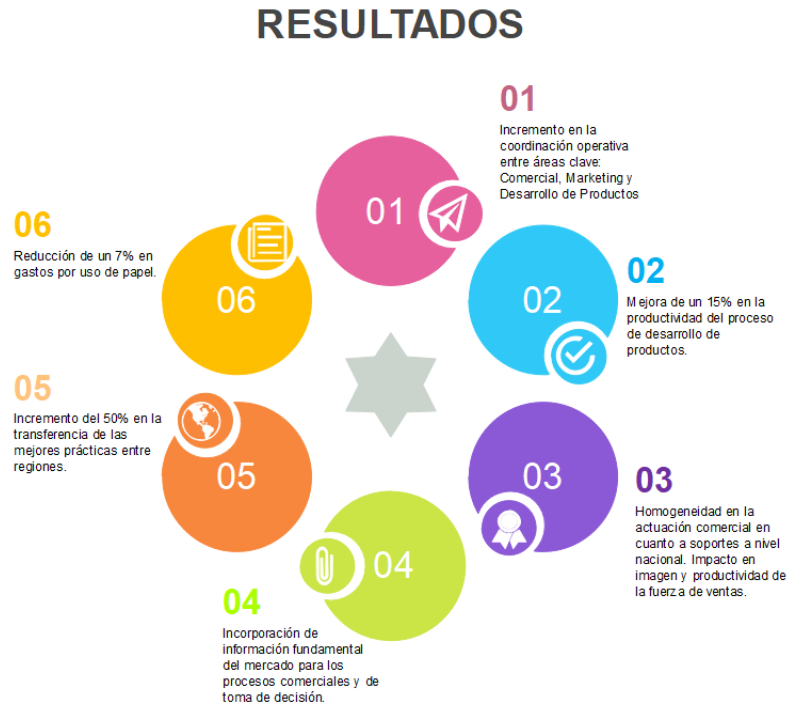 RESULTADOS
01
Incremento en la
coordinación operativa
entre áreas clave:
Comercial, Marketing y
Desarrollo de Productos
01
02
02
Mejora de un 15% en la
productividad del proceso
de desarrollo de
productos.
03
03
Homogeneidad en la
actuación comercial en
cuanto a soportes a nivel
nacional. Impacto en
imagen y productividad de
la fuerza de ventas.
04
04
Incorporación de
información fundamental
del mercado para los
procesos comerciales y de
toma de decisión.
05
05
Incremento del 50% en la
transferencia de las
mejores prácticas entre
regiones.
06
06
Reducción de un 7% en
gastos por uso de papel.